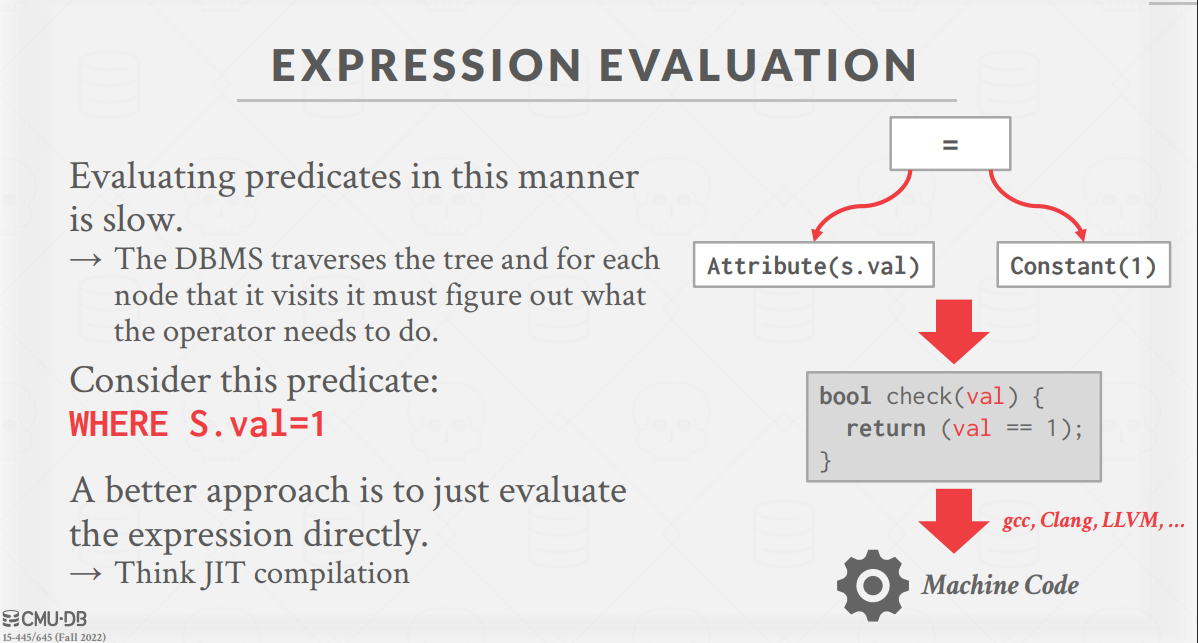 EXPRESSION EVALUATION
Evaluating predicates in this manner
is slow.
→ The DBMS traverses the tree and for each
node that it visits it must figure out what
the operator needs to do.
Consider this predicate:
WHERE S.val=1
A better approach is to just evaluate
the expression directly.
→ Think JIT compilation
=
Attribute(s.val)
Constant(1)
bool check(val) {
return (val == 1);
}
gcc, Clang, LLVM, ...
Machine Code
CMU·DB
15-445/645 (Fall 2022)